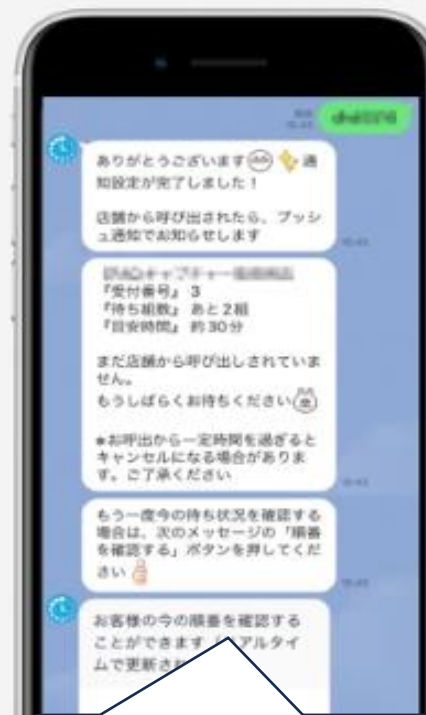 ありがとうございます 通
知設定が完了しました！
店舗から呼び出されたら、プッシ
ュ通知でお知らせします
『受付番号』 3
『待ち組数』 あと2組
『目安時間』 約30分
まだ店舗から呼び出しされていま
せん。
もうしばらくお待ちください
＊お呼出から一定時間を過ぎると
キャンセルになる場合がありま
す。ご了承ください
もう一度今の待ち状況を確認する
場合は、次のメッセージの「順番
を確認する」ボタンを押してくだ
さい
お客様の今の順番を確認する
ことができます
ムで更新